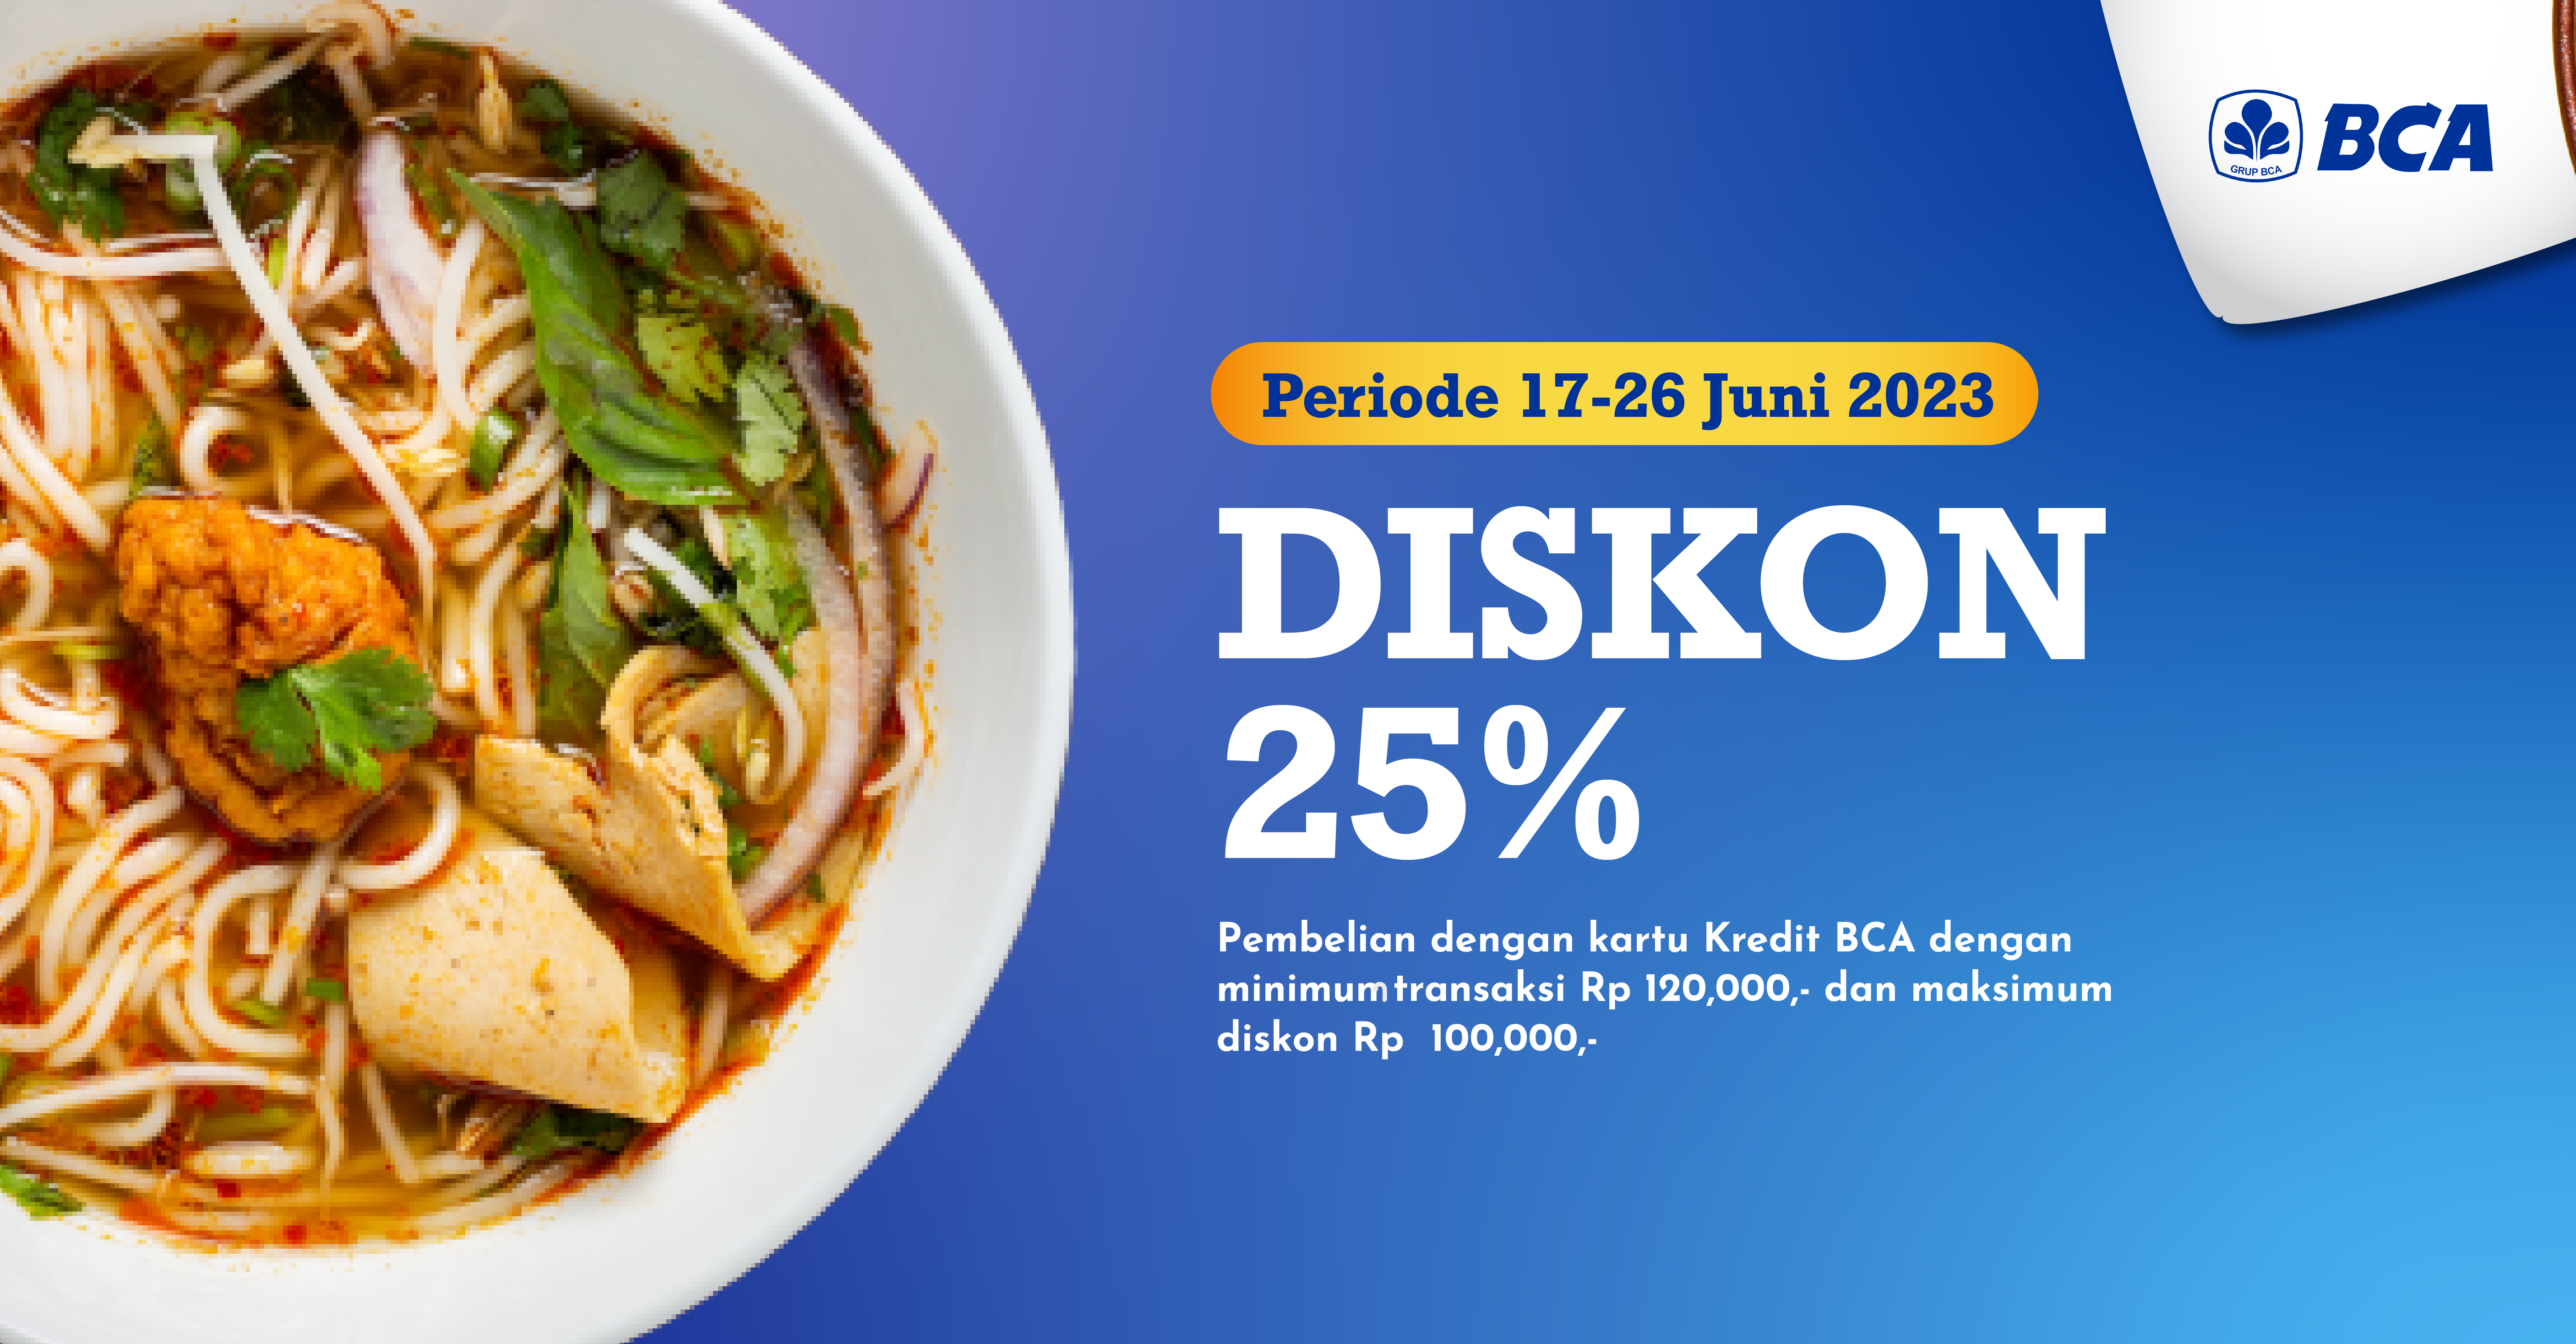 GRUP BCA
BCA
Periode 17-26 Juni 2023
DISKON
25%
Pembelian dengan kartu Kredit BCA dengan
minimum transaksi Rp 120,000,- dan maksimum
diskon Rp 100,000,-